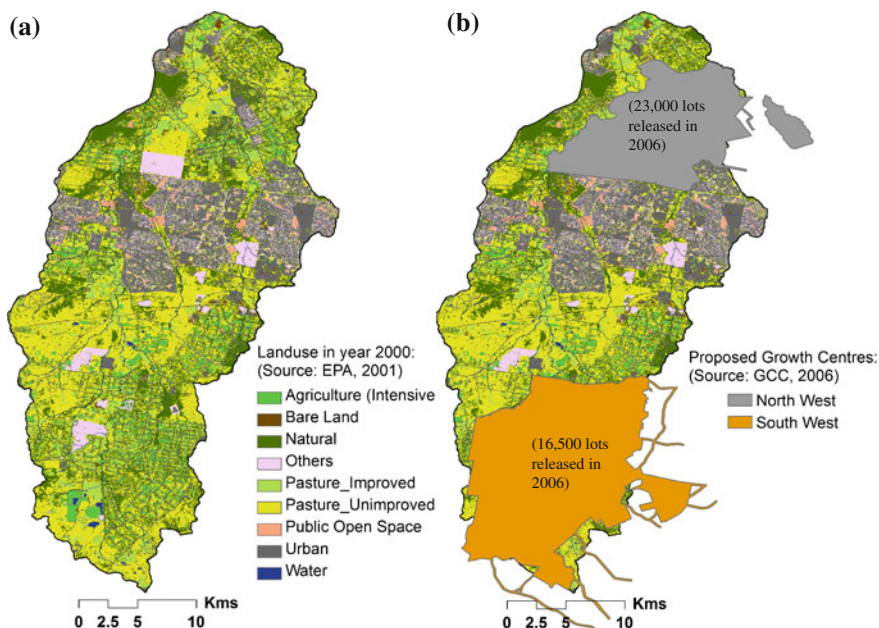 (a)
Landuse in year 2000:
(Source: EPA, 2001)
Agriculture (Intensive
Bare Land
Natural
Others
Pasture_Improved
Pasture_Unimproved
Public Open Space
Urban
Water
Kms
0 2.5 5 10
(b)
(23,000 lots
released in
2006)
Proposed Growth Centres:
(Source: GCC, 2006)
North West
South West
(16,500 lots
released in
2006)
Kms
0 2.5 5 10